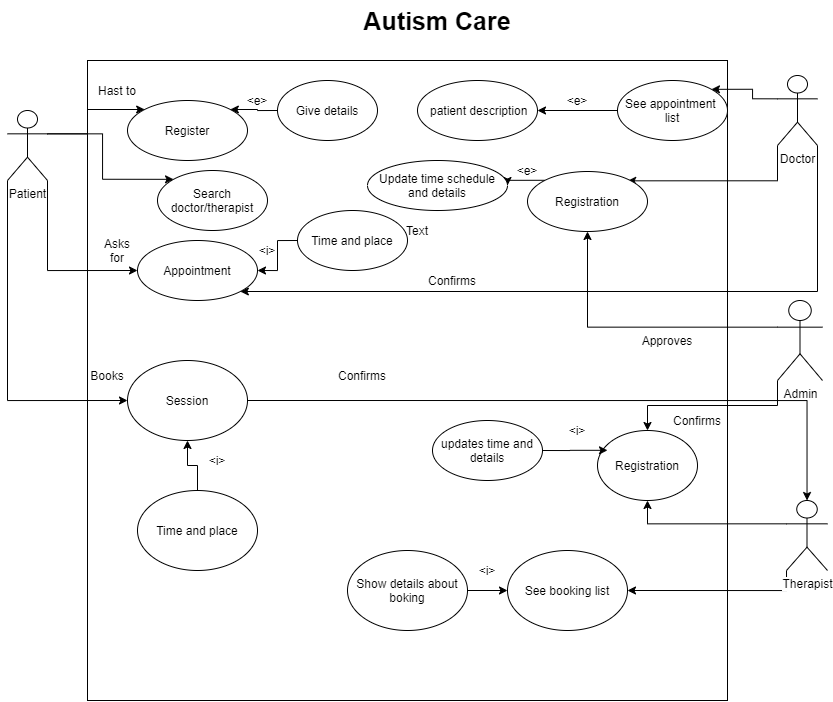 Autism Care
Hast to
<e>
Give details
Register
patient description
<e>
See appointment
list
Doctor
Patient
Search
doctor/therapist
Update time schedule
and details
<e>
Registration
Asks
for
Appointment
<i>
Time and place
Text
Confirms
Approves
Admin
Books
Session
Confirms
Confirms
updates time and
details
<i>
Registration
<i>
Time and place
Show details about
boking
<i>
See booking list
Therapist